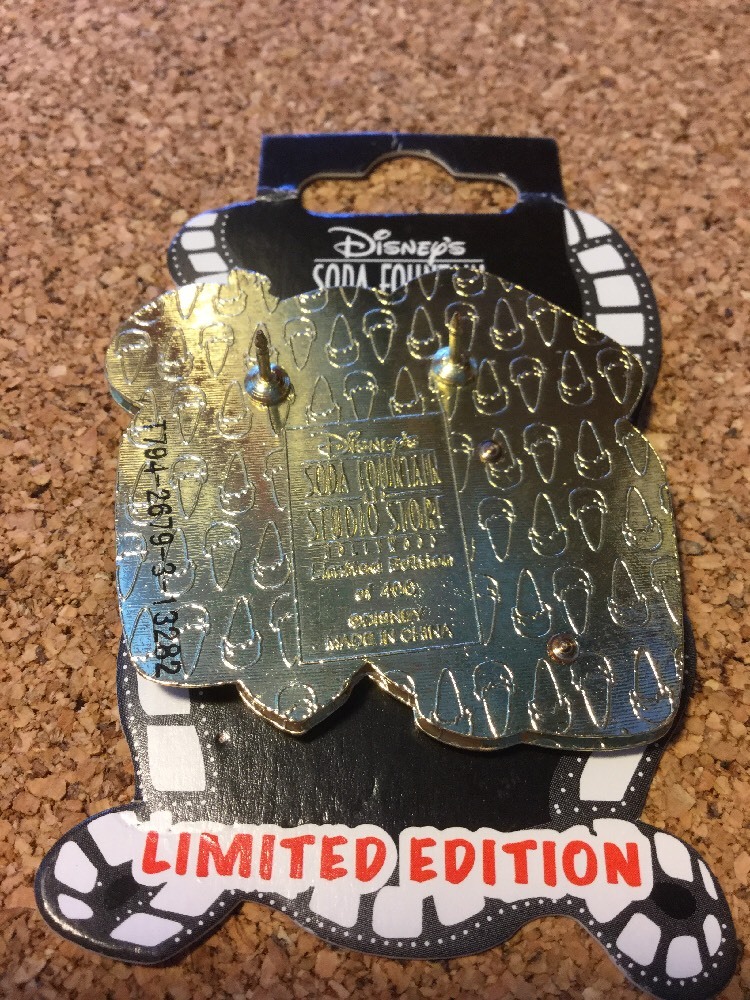 Disney's
SODA FOUNTAIN
T794-2679-3-13282
Disney's
SODA FOUNTAIN
STUDIO STORE
HOLLYWOOD
Limited Edition
of 400
©DISNEY
MADE IN CHINA
LIMITED EDITION